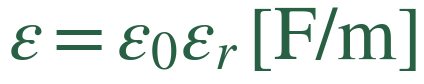 ε = ε₀εᵣ [F/m]